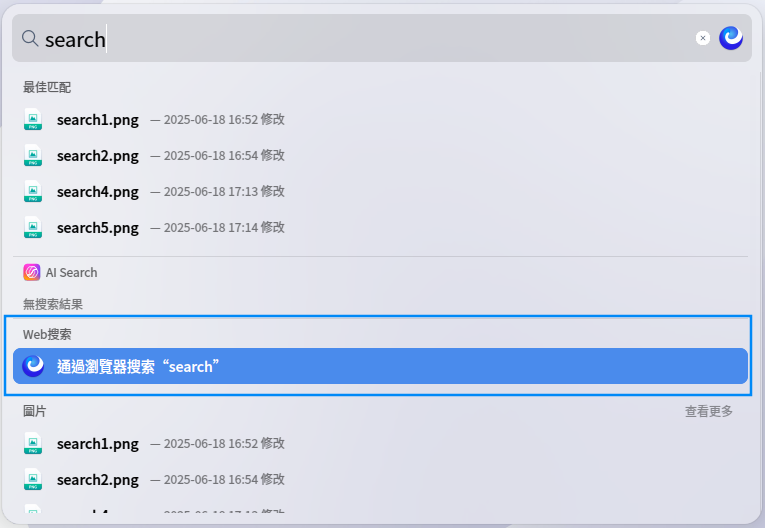 search
最佳匹配
search1.png — 2025-06-18 16:52 修改
search2.png — 2025-06-18 16:54 修改
search4.png — 2025-06-18 17:13 修改
search5.png — 2025-06-18 17:14 修改
AI Search
無搜索結果
Web搜索
通過瀏覽器搜索“search”
圖片 查看更多
search1.png — 2025-06-18 16:52 修改
search2.png — 2025-06-18 16:54 修改